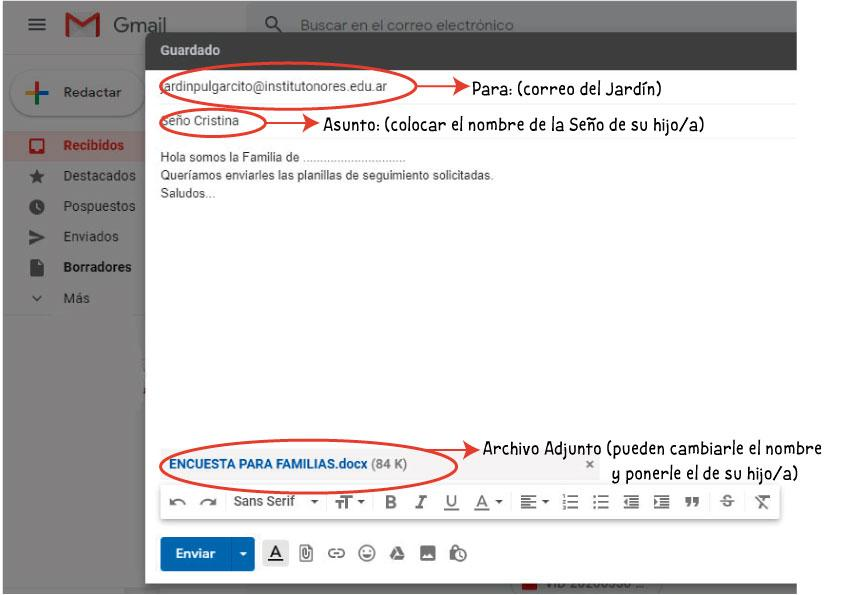 Gmail
Buscar en el correo electrónico
Guardado
Redactar
jardinpulgarcito@institutonores.edu.ar
Para: (correo del Jardín)
Seño Cristina
Asunto: (colocar el nombre de la Seño de su hijo/a)
Recibidos
Destacados
Pospuestos
Enviados
Borradores
Más
Hola somos la Familia de ..............................
Queríamos enviarles las planillas de seguimiento solicitadas.
Saludos...
Archivo Adjunto (pueden cambiarle el nombre
y ponerle el de su hijo/a)
ENCUESTA PARA FAMILIAS.docx (84 K)
Sans Serif
Enviar